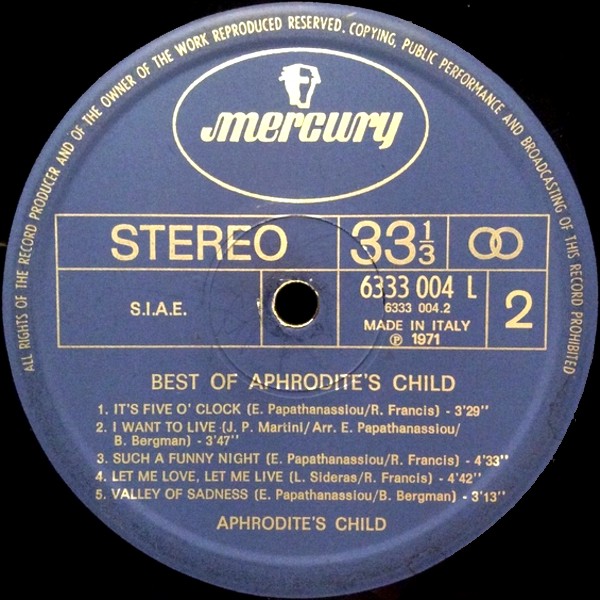 ALL RIGHTS OF THE RECORD PRODUCER AND OF THE OWNER OF THE WORK REPRODUCED RESERVED. COPYING, PUBLIC PERFORMANCE AND BROADCASTING OF THIS RECORD PROHIBITED
mercury
STEREO
33 1/3
S.I.A.E.
6333 004 L
6333 004.2
MADE IN ITALY
℗ 1971
2
BEST OF APHRODITE'S CHILD
1. IT'S FIVE O' CLOCK (E. Papathanassiou/R. Francis) - 3'29''
2. I WANT TO LIVE (J. P. Martini/Arr. E. Papathanassiou/
B. Bergman) - 3'47''
3. SUCH A FUNNY NIGHT (E. Papathanassiou/R. Francis) - 4'33''
4. LET ME LOVE, LET ME LIVE (L. Sideras/R. Francis) - 4'42''
5. VALLEY OF SADNESS (E. Papathanassiou/B. Bergman) - 3'13''
APHRODITE'S CHILD